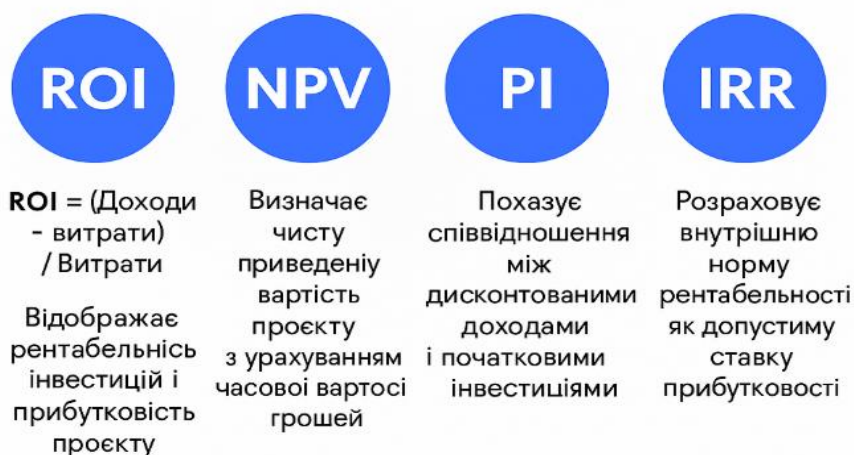 ROI
ROI = (Доходи
- витрати)
/ Витрати
Відображає
рентабельнісь
інвестицій і
прибутковість
проєкту
NPV
Визначає
чисту
приведеніу
вартість
проєкту
з урахуванням
часової вартосі
грошей
PI
Похазує
співвідношення
між
дисконтованими
доходами
і початковими
інвестиціями
IRR
Розраховує
внутрішню
норму
рентабельності
як допустиму
ставку
прибутковості